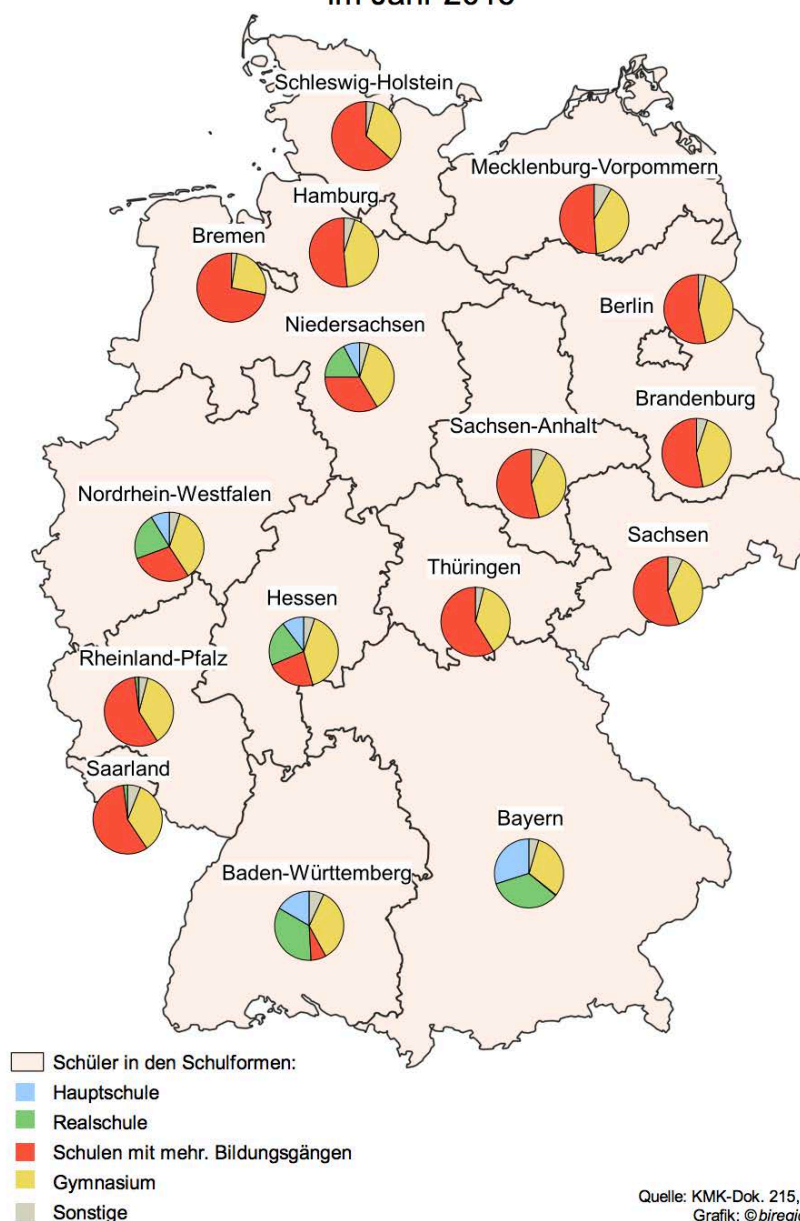 Schleswig-Holstein
Mecklenburg-Vorpommern
Hamburg
Bremen
Berlin
Niedersachsen
Brandenburg
Sachsen-Anhalt
Nordrhein-Westfalen
Sachsen
Thüringen
Hessen
Rheinland-Pfalz
Saarland
Bayern
Baden-Württemberg
Schüler in den Schulformen:
Hauptschule
Realschule
Schulen mit mehr. Bildungsgängen
Gymnasium
Sonstige
Quelle: KMK-Dok. 215,
Grafik: ©biregio